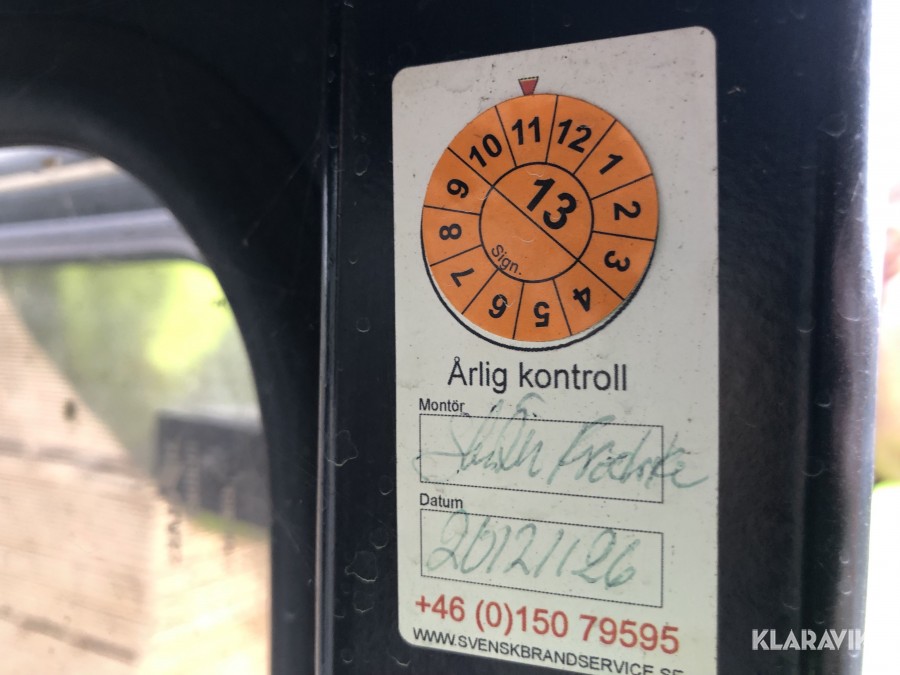 11 12 1 2 3 4 5 6 7 8 9 10
13
Sign.
Årlig kontroll
Montör
Datum
20121126
+46 (0)150 79595
WWW.SVENSKBRANDSERVICE.SE
KLARAVIK